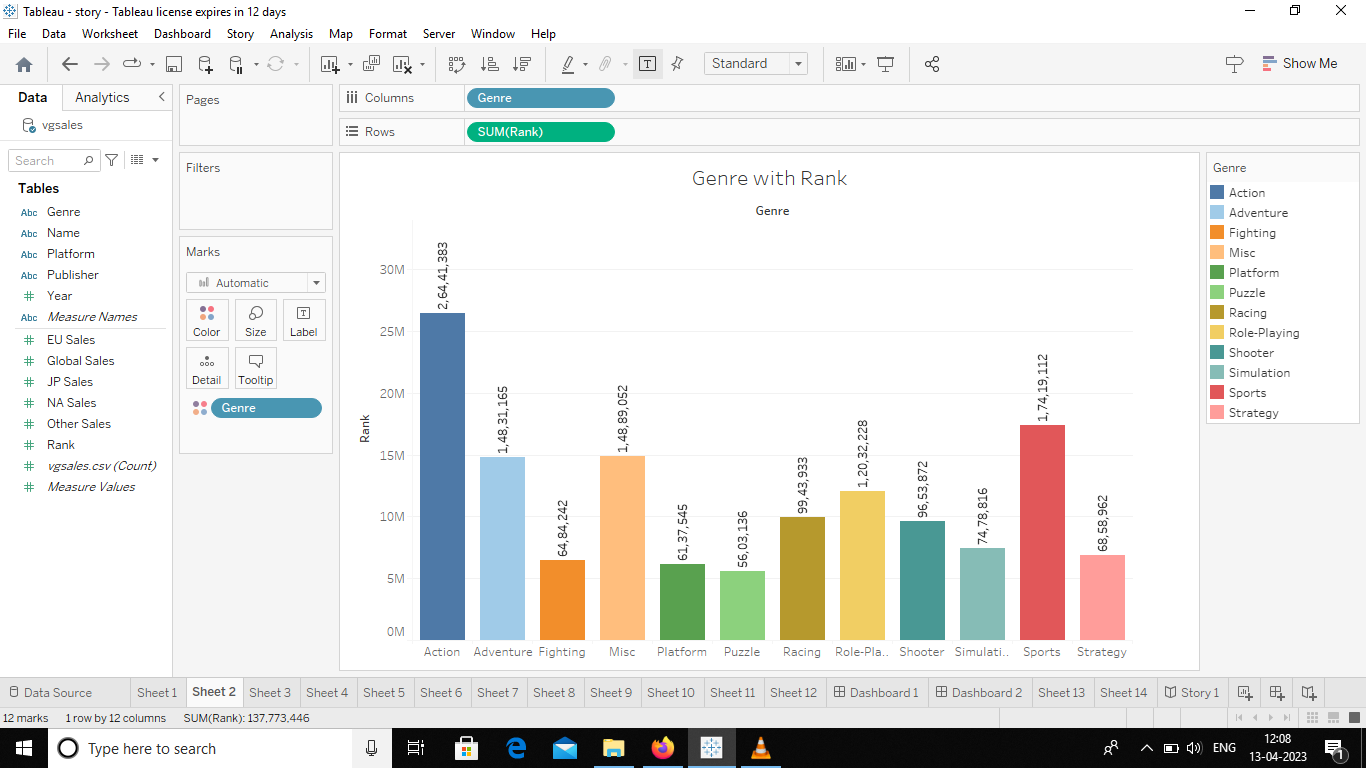 Tableau - story - Tableau license expires in 12 days
File Data Worksheet Dashboard Story Analysis Map Format Server Window Help
Standard
Show Me
Data Analytics
vgsales
Search
Tables
Abc Genre
Abc Name
Abc Platform
Abc Publisher
# Year
Abc Measure Names
# EU Sales
# Global Sales
# JP Sales
# NA Sales
# Other Sales
# Rank
# vgsales.csv (Count)
# Measure Values
Pages
Filters
Marks
Automatic
Color Size Label
Detail Tooltip
Genre
Columns Genre
Rows SUM(Rank)
Genre with Rank
Genre
Rank
30M
25M
20M
15M
10M
5M
0M
2,64,41,383
1,48,31,165
64,84,242
1,48,89,052
61,37,545
56,03,136
99,43,933
1,20,32,228
96,53,872
74,78,816
1,74,19,112
68,58,962
Action Adventure Fighting Misc Platform Puzzle Racing Role-Pla.. Shooter Simulati.. Sports Strategy
Genre
Action
Adventure
Fighting
Misc
Platform
Puzzle
Racing
Role-Playing
Shooter
Simulation
Sports
Strategy
Data Source Sheet 1 Sheet 2 Sheet 3 Sheet 4 Sheet 5 Sheet 6 Sheet 7 Sheet 8 Sheet 9 Sheet 10 Sheet 11 Sheet 12 Dashboard 1 Dashboard 2 Sheet 13 Sheet 14 Story 1
12 marks 1 row by 12 columns SUM(Rank): 137,773,446
Type here to search
ENG
12:08
13-04-2023
1